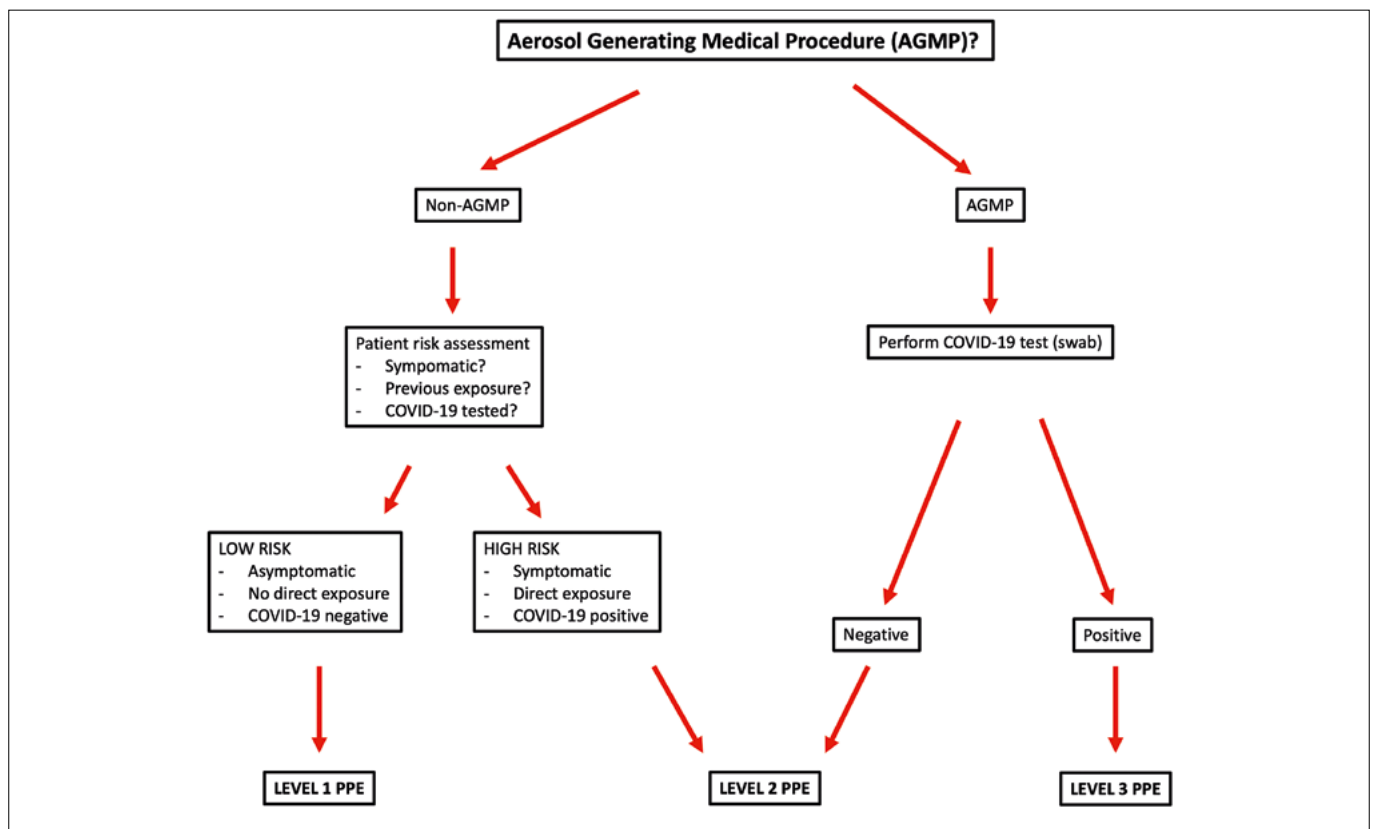 Aerosol Generating Medical Procedure (AGMP)?
Non-AGMP
AGMP
Patient risk assessment
- Sympomatic?
- Previous exposure?
- COVID-19 tested?
Perform COVID-19 test (swab)
LOW RISK
- Asymptomatic
- No direct exposure
- COVID-19 negative
HIGH RISK
- Symptomatic
- Direct exposure
- COVID-19 positive
Negative
Positive
LEVEL 1 PPE
LEVEL 2 PPE
LEVEL 3 PPE